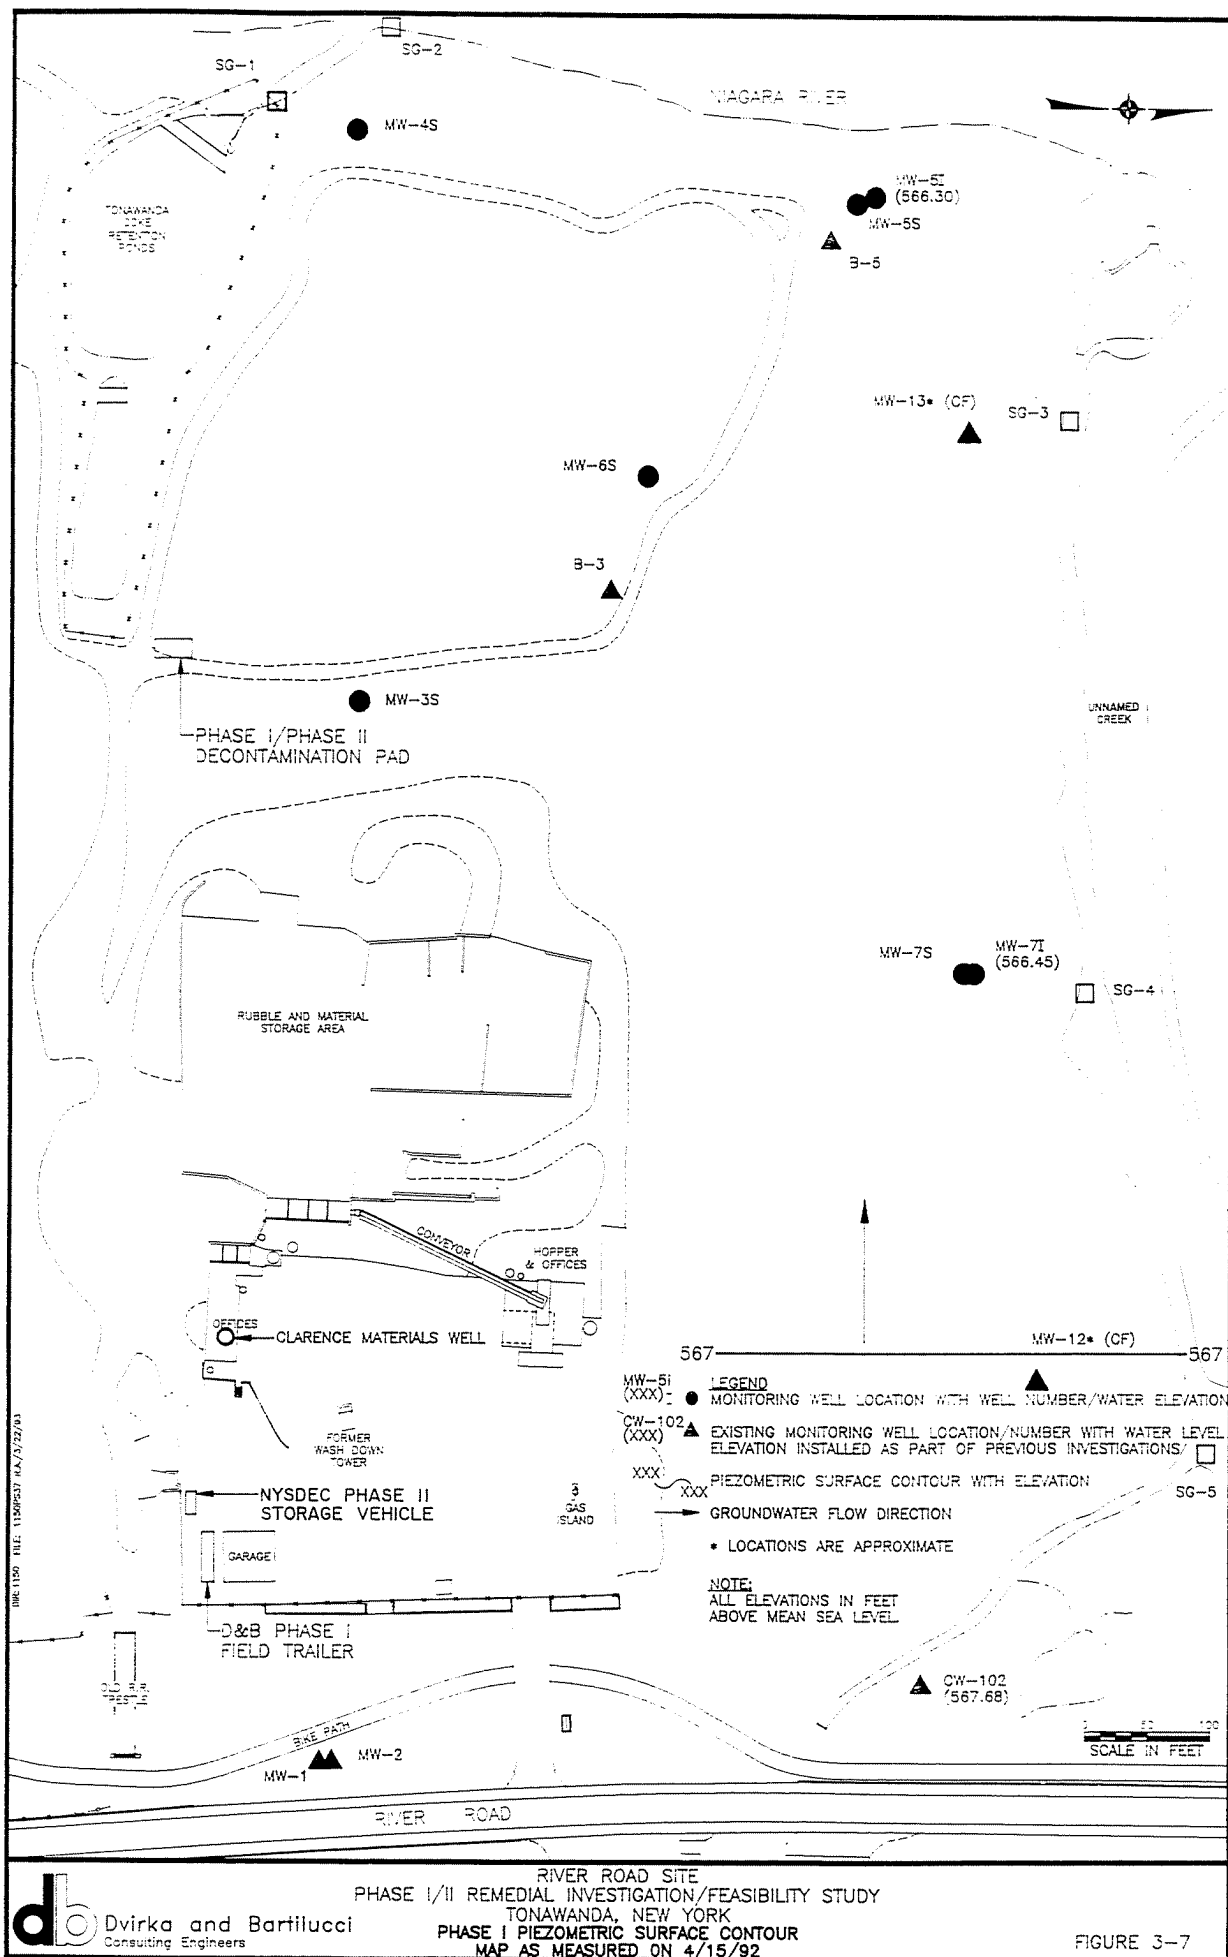 SG-2
SG-1
NIAGARA RIVER
MW-4S
MW-5I
(566.30)
MW-5S
B-5
TONAWANDA
COKE
RETENTION
PONDS
MW-13* (CF)
SG-3
MW-6S
B-3
MW-3S
UNNAMED
CREEK
PHASE I/PHASE II
DECONTAMINATION PAD
MW-7S
MW-7I
(566.45)
SG-4
RUBBLE AND MATERIAL
STORAGE AREA
CONVEYOR
HOPPER
& OFFICES
OFFICES
CLARENCE MATERIALS WELL
MW-12* (CF)
567
567
LEGEND
MW-5I
(XXX)
MONITORING WELL LOCATION WITH WELL NUMBER/WATER ELEVATION
CW-102
(XXX)
EXISTING MONITORING WELL LOCATION/NUMBER WITH WATER LEVEL
ELEVATION INSTALLED AS PART OF PREVIOUS INVESTIGATIONS
XXX
XXX
PIEZOMETRIC SURFACE CONTOUR WITH ELEVATION
SG-5
GROUNDWATER FLOW DIRECTION
* LOCATIONS ARE APPROXIMATE
NOTE:
ALL ELEVATIONS IN FEET
ABOVE MEAN SEA LEVEL
FORMER
WASH DOWN
TOWER
NYSDEC PHASE II
STORAGE VEHICLE
GAS
ISLAND
GARAGE
D&B PHASE I
FIELD TRAILER
OLD R.R.
TRESTLE
CW-102
(567.68)
BIKE PATH
MW-1
MW-2
0 50 100
SCALE IN FEET
RIVER ROAD
db
Dvirka and Bartilucci
Consulting Engineers
RIVER ROAD SITE
PHASE I/II REMEDIAL INVESTIGATION/FEASIBILITY STUDY
TONAWANDA, NEW YORK
PHASE I PIEZOMETRIC SURFACE CONTOUR
MAP AS MEASURED ON 4/15/92
FIGURE 3-7